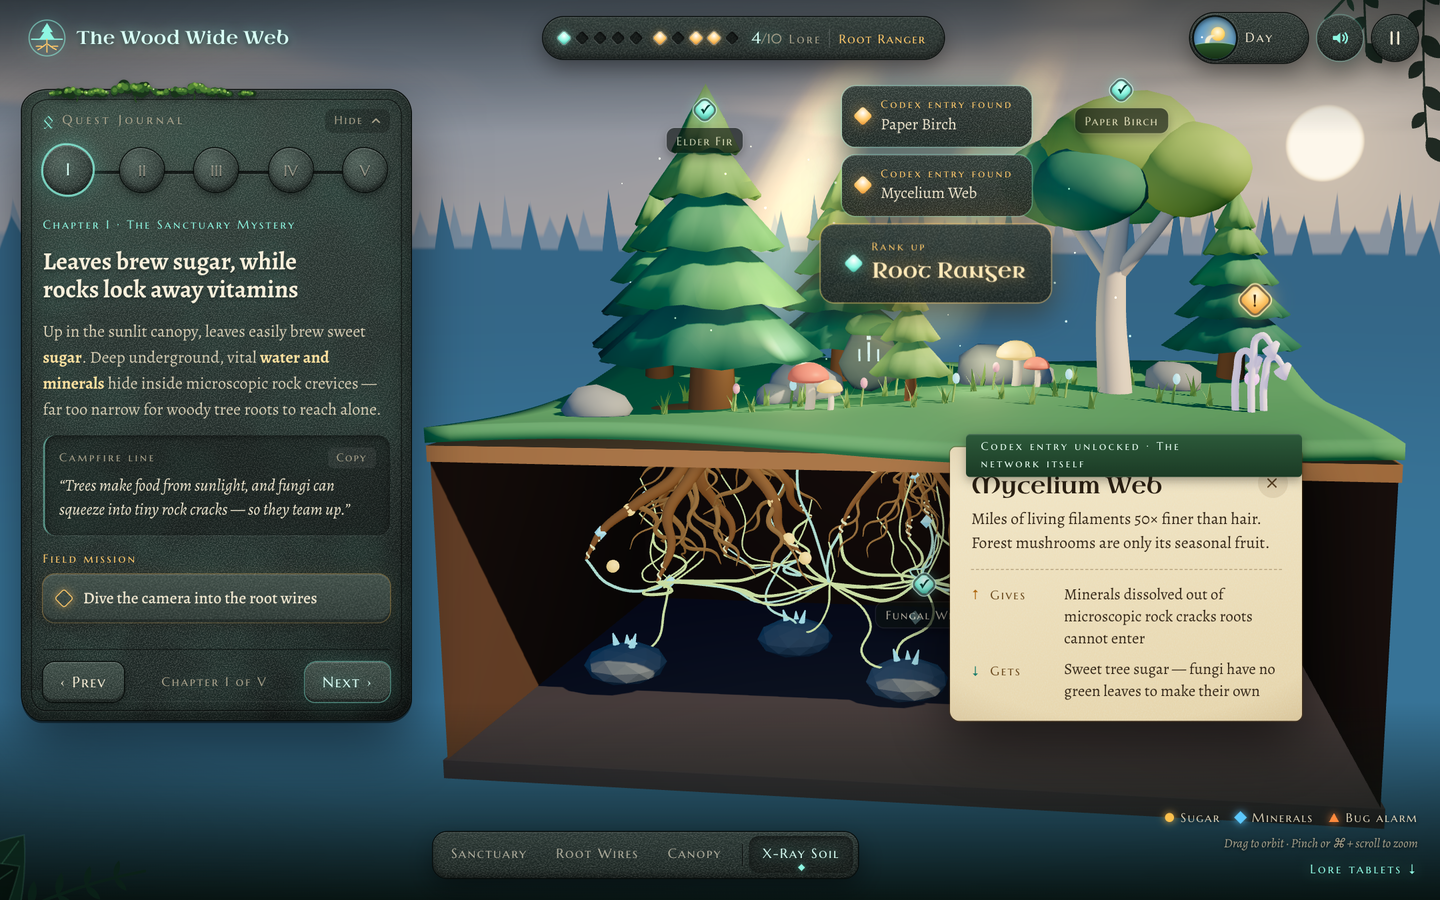 The Wood Wide Web
4/10 Lore Root Ranger
Day
Quest Journal
Hide
I II III IV V
Chapter I · The Sanctuary Mystery
Leaves brew sugar, while
rocks lock away vitamins
Up in the sunlit canopy, leaves easily brew sweet
sugar. Deep underground, vital water and
minerals hide inside microscopic rock crevices —
far too narrow for woody tree roots to reach alone.
Campfire line
Copy
“Trees make food from sunlight, and fungi can
squeeze into tiny rock cracks — so they team up.”
Field mission
Dive the camera into the root wires
‹ Prev
Chapter I of V
Next ›
Elder Fir
Codex entry found
Paper Birch
Codex entry found
Mycelium Web
Rank up
Root Ranger
Paper Birch
!
Fungal W
Codex entry unlocked · The
network itself
Mycelium Web
×
Miles of living filaments 50× finer than hair.
Forest mushrooms are only its seasonal fruit.
↑ Gives
Minerals dissolved out of
microscopic rock cracks roots
cannot enter
↓ Gets
Sweet tree sugar — fungi have no
green leaves to make their own
Sanctuary Root Wires Canopy X-Ray Soil
Sugar Minerals Bug alarm
Drag to orbit · Pinch or ⌘ + scroll to zoom
Lore tablets ↓